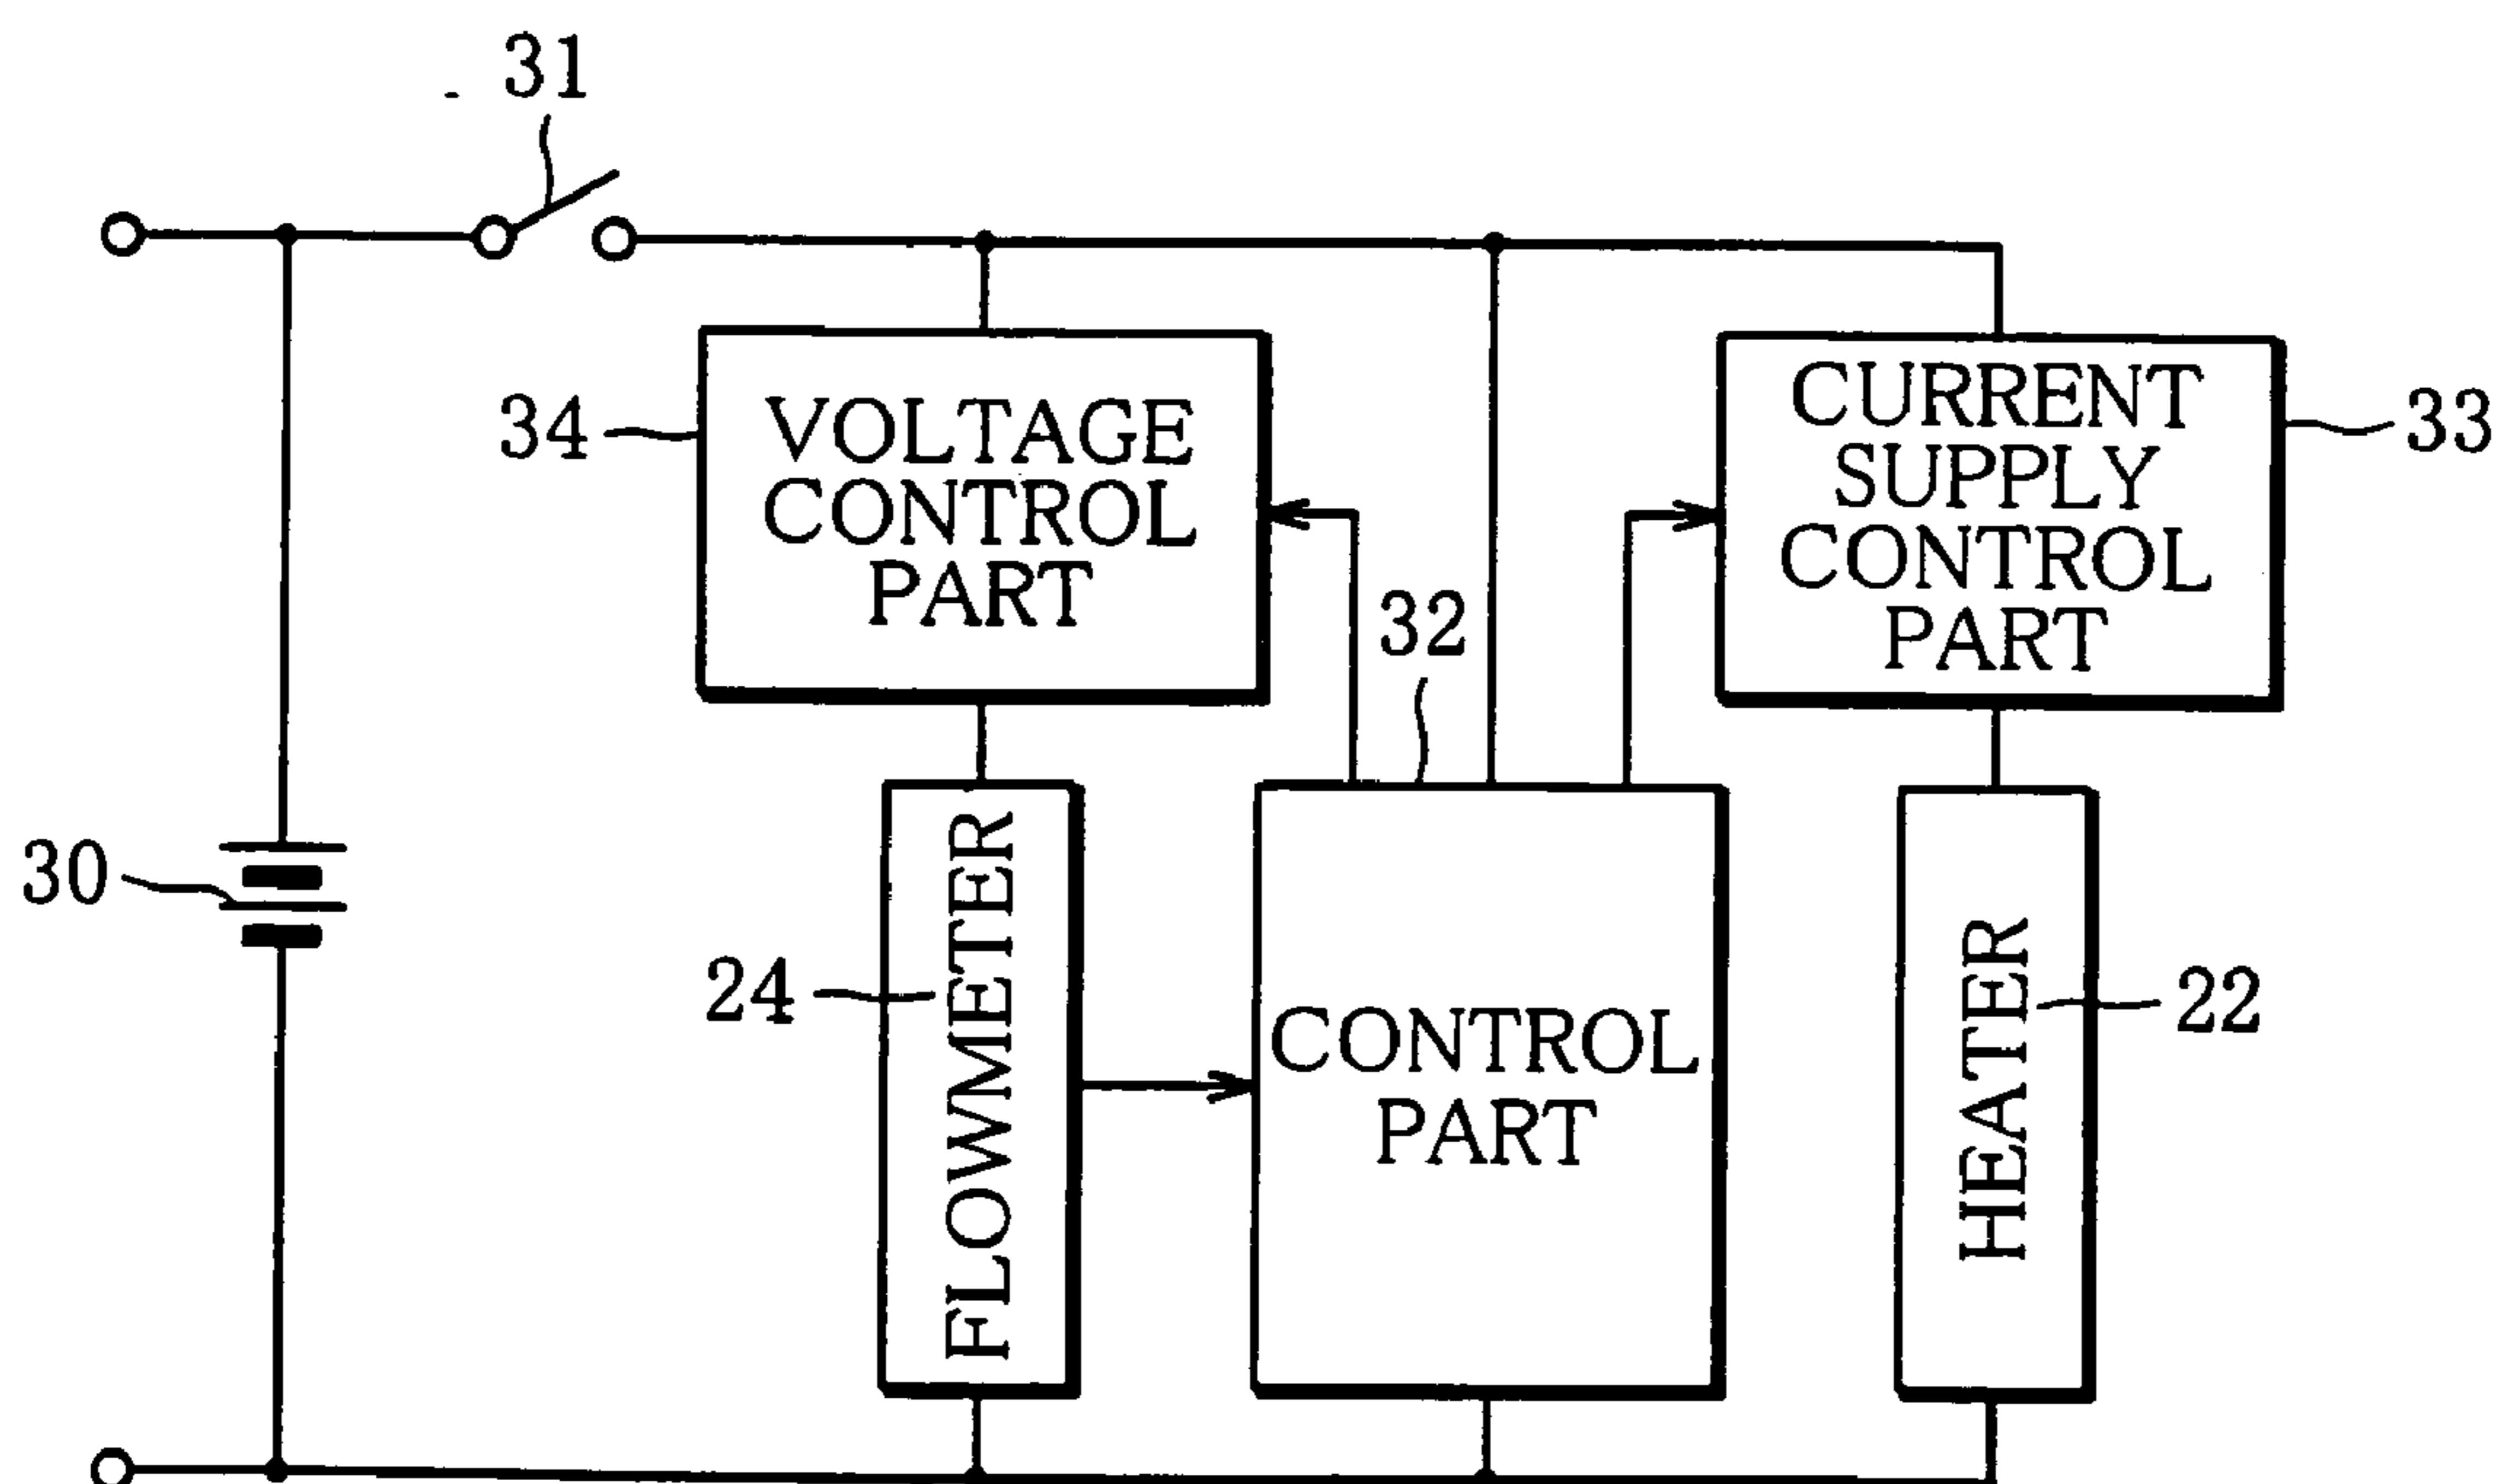 31
34
VOLTAGE
CONTROL
PART
CURRENT
SUPPLY
CONTROL
PART
33
32
30
24
FLOWMETER
CONTROL
PART
HEATER
22